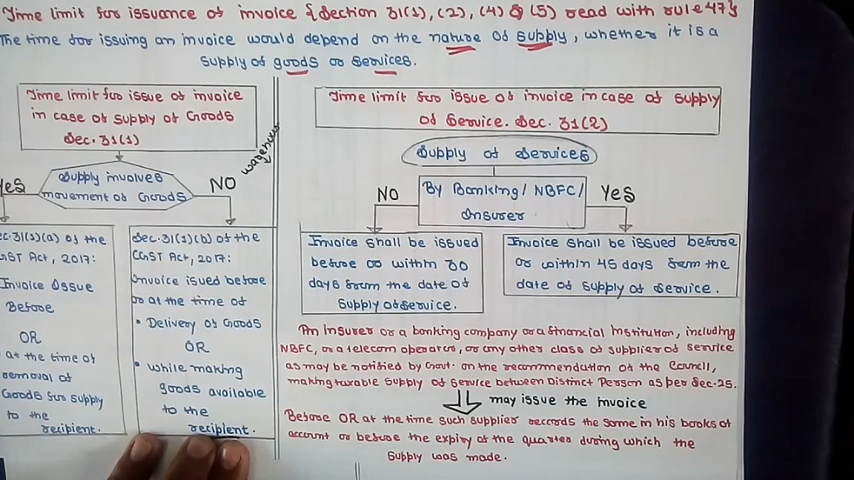 Time limit for issuance of invoice {Section 31(1), (2), (4) & (5) read with rule 47}
The time for issuing an invoice would depend on the nature of supply, whether it is a
supply of goods or services.
Time limit for issue of invoice
in case of supply of Goods
Sec. 31(1)
wagehouse
Supply involves
movement of Goods
Yes
NO
Sec. 31(1)(a) of the
CGST Act, 2017:
Invoice Issue
Before
OR
at the time of
removal of
Goods for supply
to the
recipient.
Sec. 31(1)(b) of the
CGST Act, 2017:
Invoice isued before
or at the time of
• Delivery of Goods
OR
• while making
goods available
to the
recipient.
Time limit for issue of invoice in case of supply
of Service. Sec. 31(2)
Supply of Services
By Banking/NBFC/
Insurer
NO
Yes
Invoice shall be issued
before or within 30
days from the date of
supply of service.
Invoice shall be issued before
or within 45 days from the
date of supply of service.
An Insurer or a banking company or a financial institution, including
NBFC, or a telecom operator, or any other class of supplier of service
as may be notified by Govt. on the recommendation of the Council,
making taxable supply of service between Distinct Person as per Sec-25.
may issue the invoice
Before OR at the time such supplier records the same in his books of
account or before the expiry of the quarter during which the
supply was made.